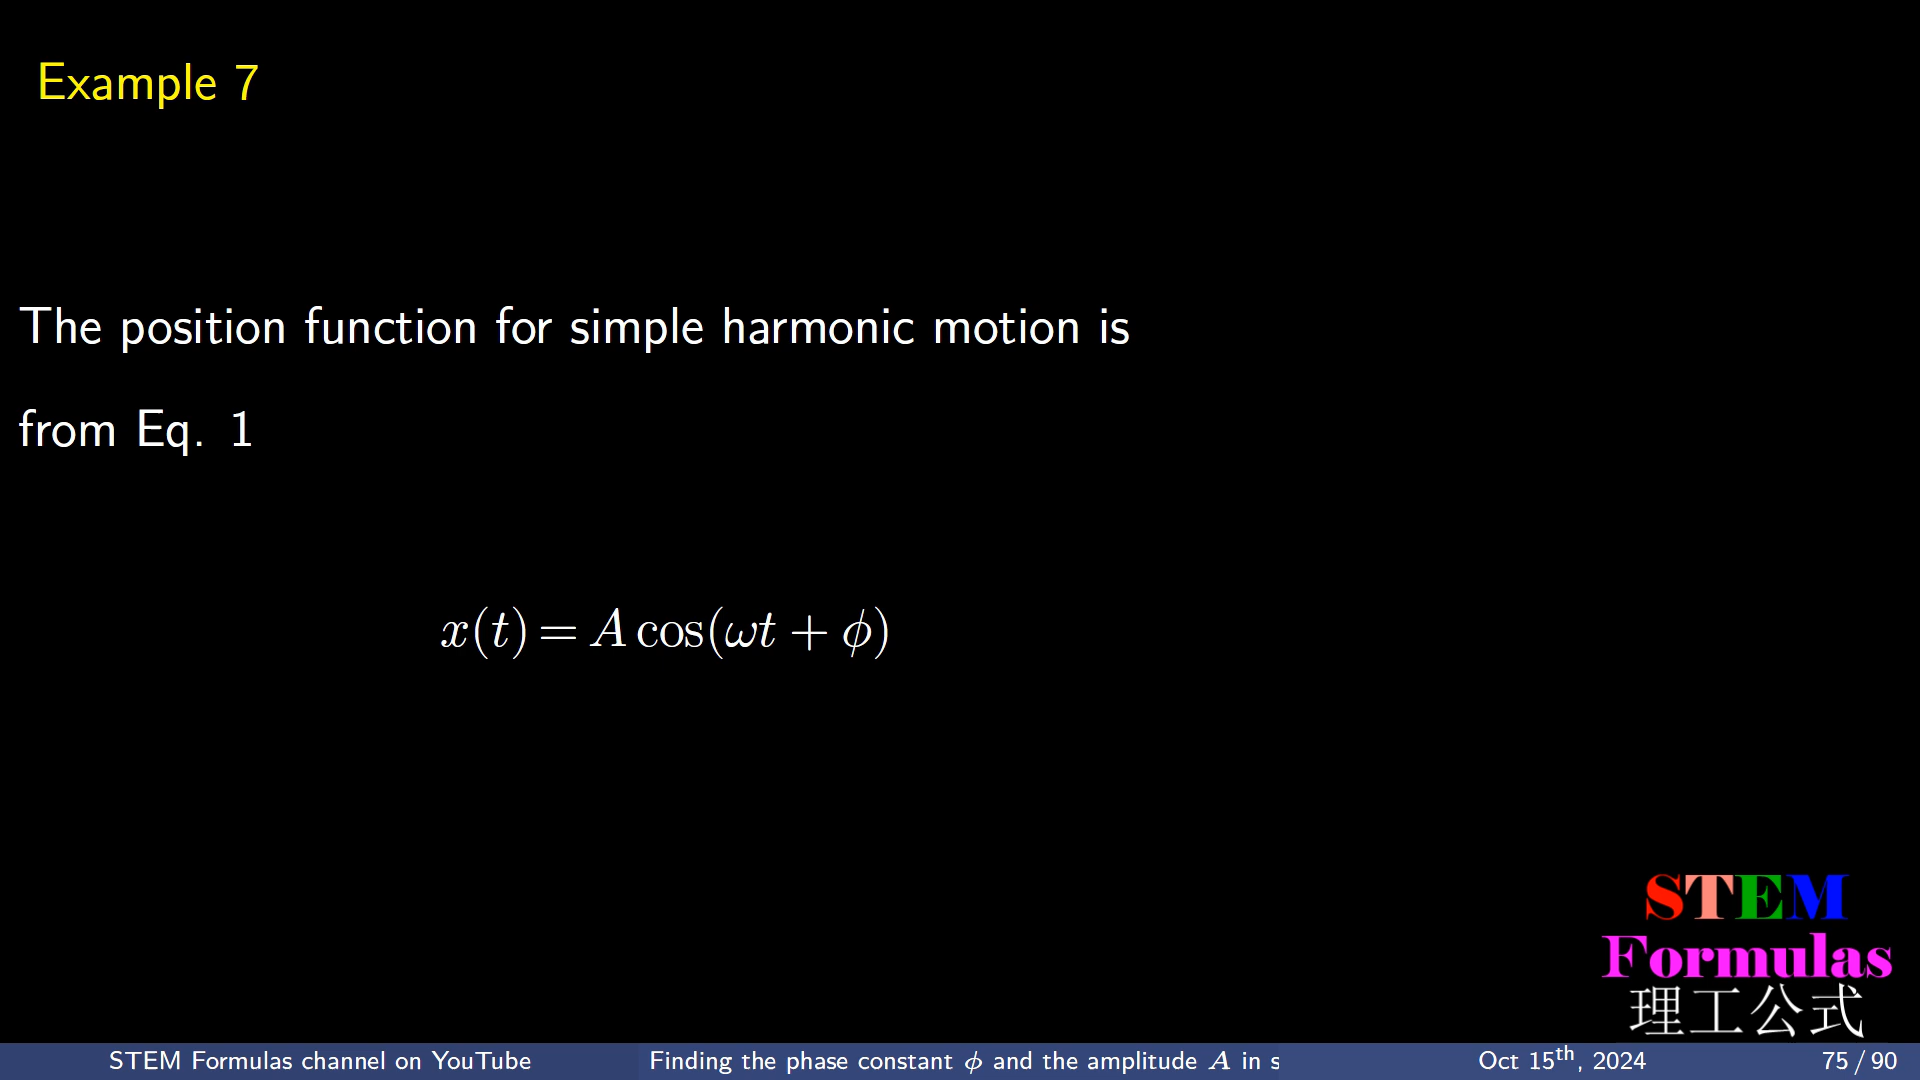 Example 7
The position function for simple harmonic motion is
from Eq. 1
x(t) = A cos(ωt + ϕ)
STEM
Formulas
理工公式
STEM Formulas channel on YouTube
Finding the phase constant ϕ and the amplitude A in s
Oct 15th, 2024
75 / 90